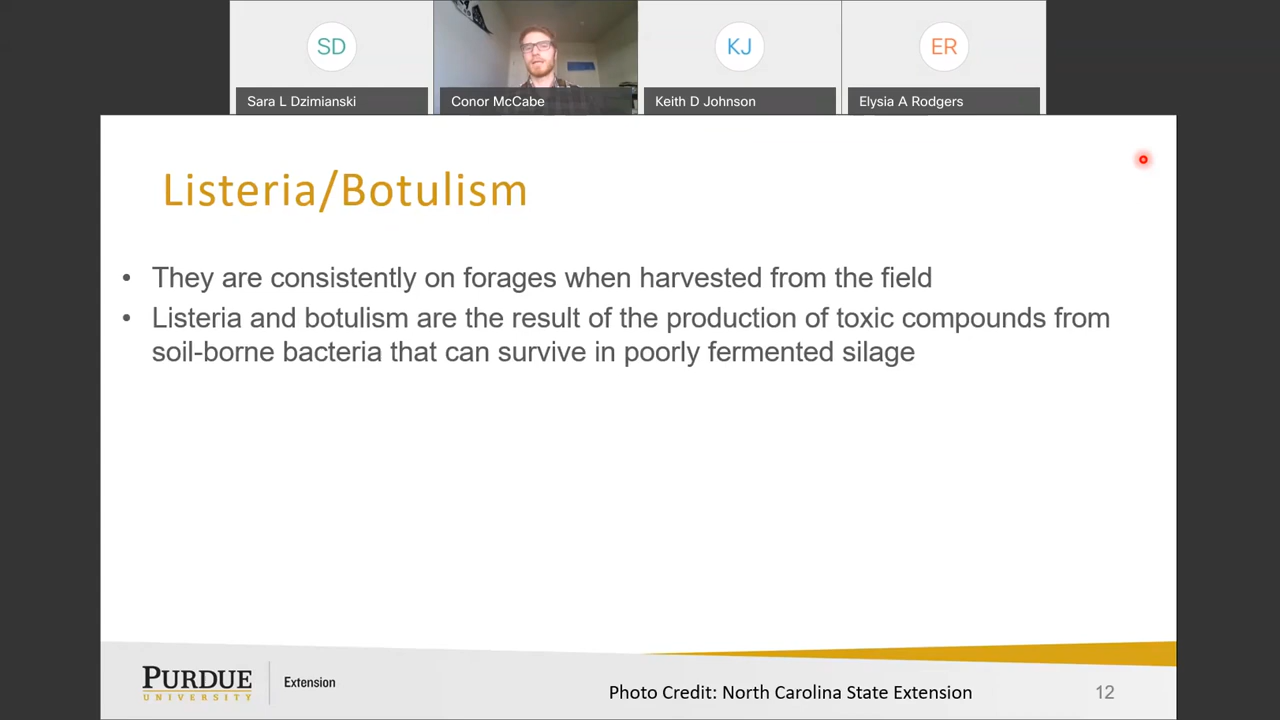 SD
KJ
ER
Sara L Dzimianski
Conor McCabe
Keith D Johnson
Elysia A Rodgers
Listeria/Botulism
• They are consistently on forages when harvested from the field
• Listeria and botulism are the result of the production of toxic compounds from
soil-borne bacteria that can survive in poorly fermented silage
PURDUE
UNIVERSITY
Extension
Photo Credit: North Carolina State Extension
12